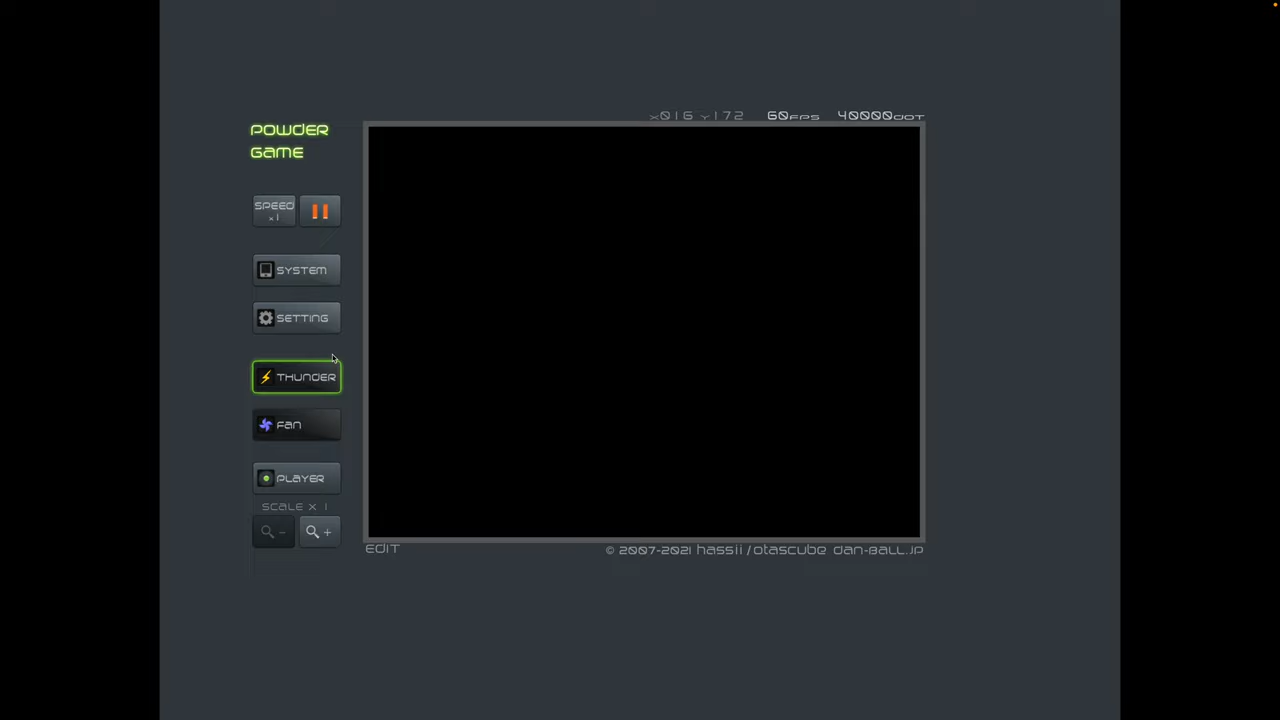 x016 y172 60fps 40000dot
Powder
Game
SPEED
x1
SYSTEM
SETTING
THUNDER
Fan
PLAYER
SCALE x 1
- +
EDIT © 2007-2021 hassii/otascube dan-ball.jp